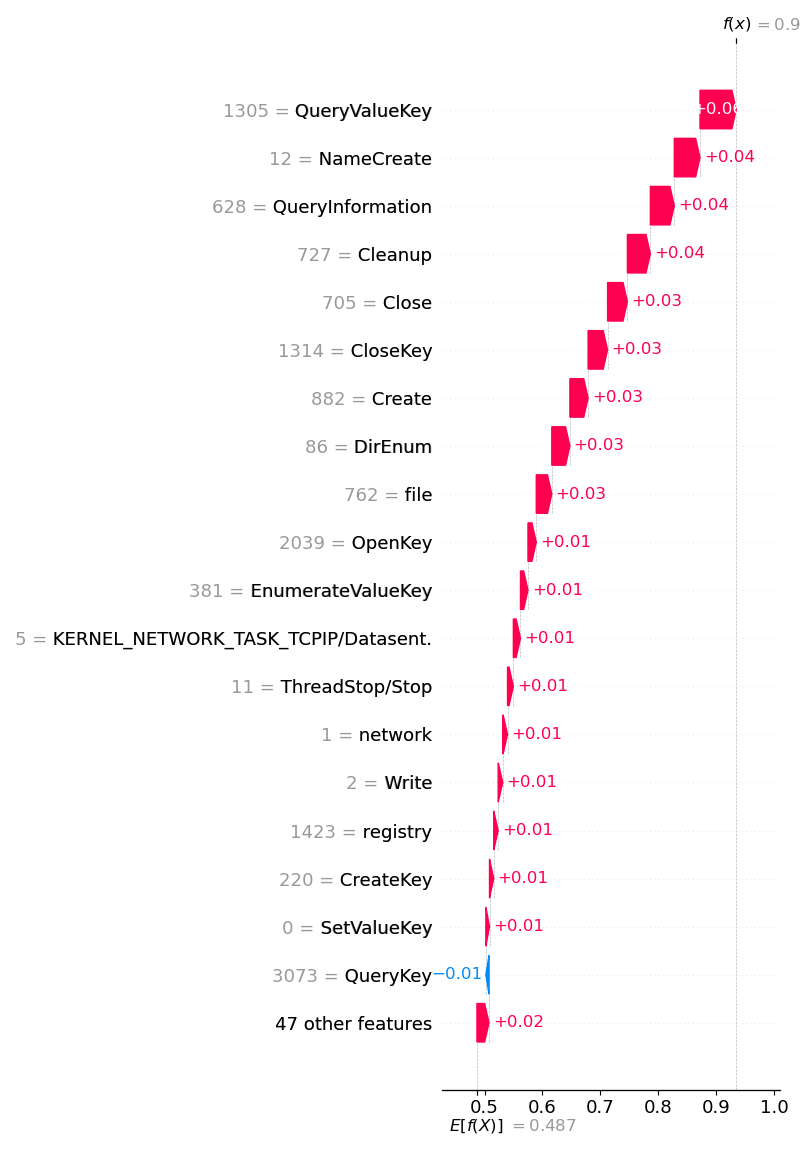 f(x) = 0.9
1305 = QueryValueKey +0.06
12 = NameCreate +0.04
628 = QueryInformation +0.04
727 = Cleanup +0.04
705 = Close +0.03
1314 = CloseKey +0.03
882 = Create +0.03
86 = DirEnum +0.03
762 = file +0.03
2039 = OpenKey +0.01
381 = EnumerateValueKey +0.01
5 = KERNEL_NETWORK_TASK_TCPIP/Datasent. +0.01
11 = ThreadStop/Stop +0.01
1 = network +0.01
2 = Write +0.01
1423 = registry +0.01
220 = CreateKey +0.01
0 = SetValueKey +0.01
3073 = QueryKey −0.01
47 other features +0.02
0.5 0.6 0.7 0.8 0.9 1.0
E[f(X)] = 0.487